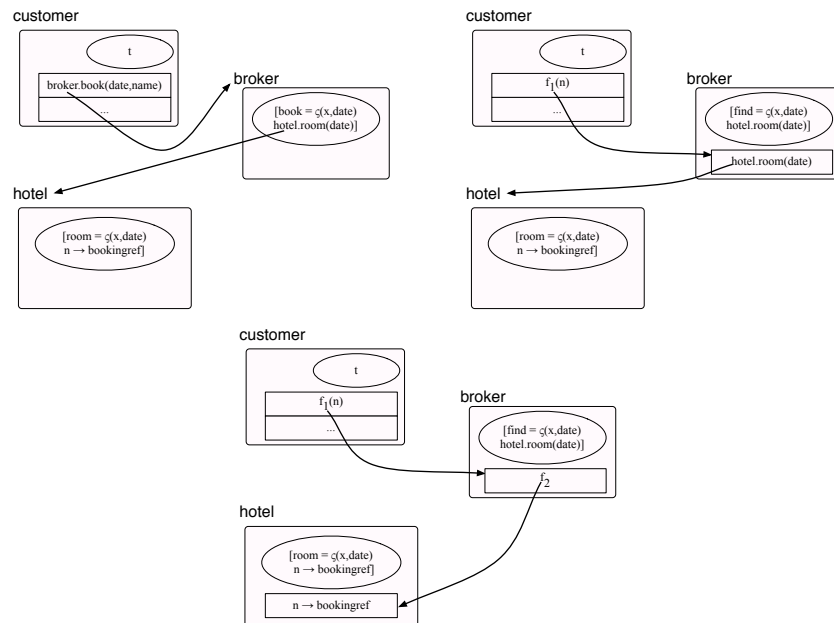 customer
t
broker.book(date,name)
...
broker
[book = ς(x,date)
hotel.room(date)]
hotel
[room = ς(x,date)
n → bookingref]
customer
t
f1(n)
...
broker
[find = ς(x,date)
hotel.room(date)]
hotel.room(date)
hotel
[room = ς(x,date)
n → bookingref]
customer
t
f1(n)
...
broker
[find = ς(x,date)
hotel.room(date)]
f2
hotel
[room = ς(x,date)
n → bookingref]
n → bookingref